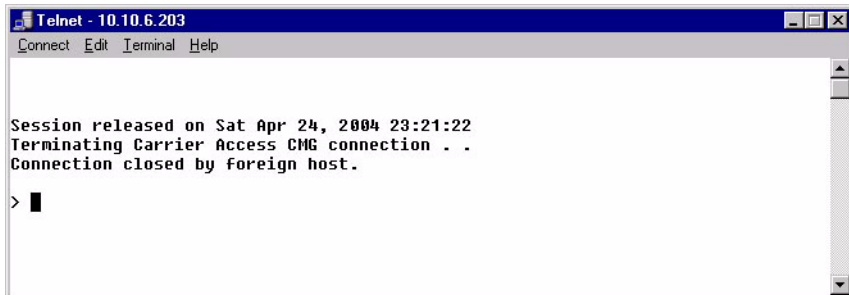 Telnet - 10.10.6.203
Connect Edit Terminal Help
Session released on Sat Apr 24, 2004 23:21:22
Terminating Carrier Access CMG connection . .
Connection closed by foreign host.
>